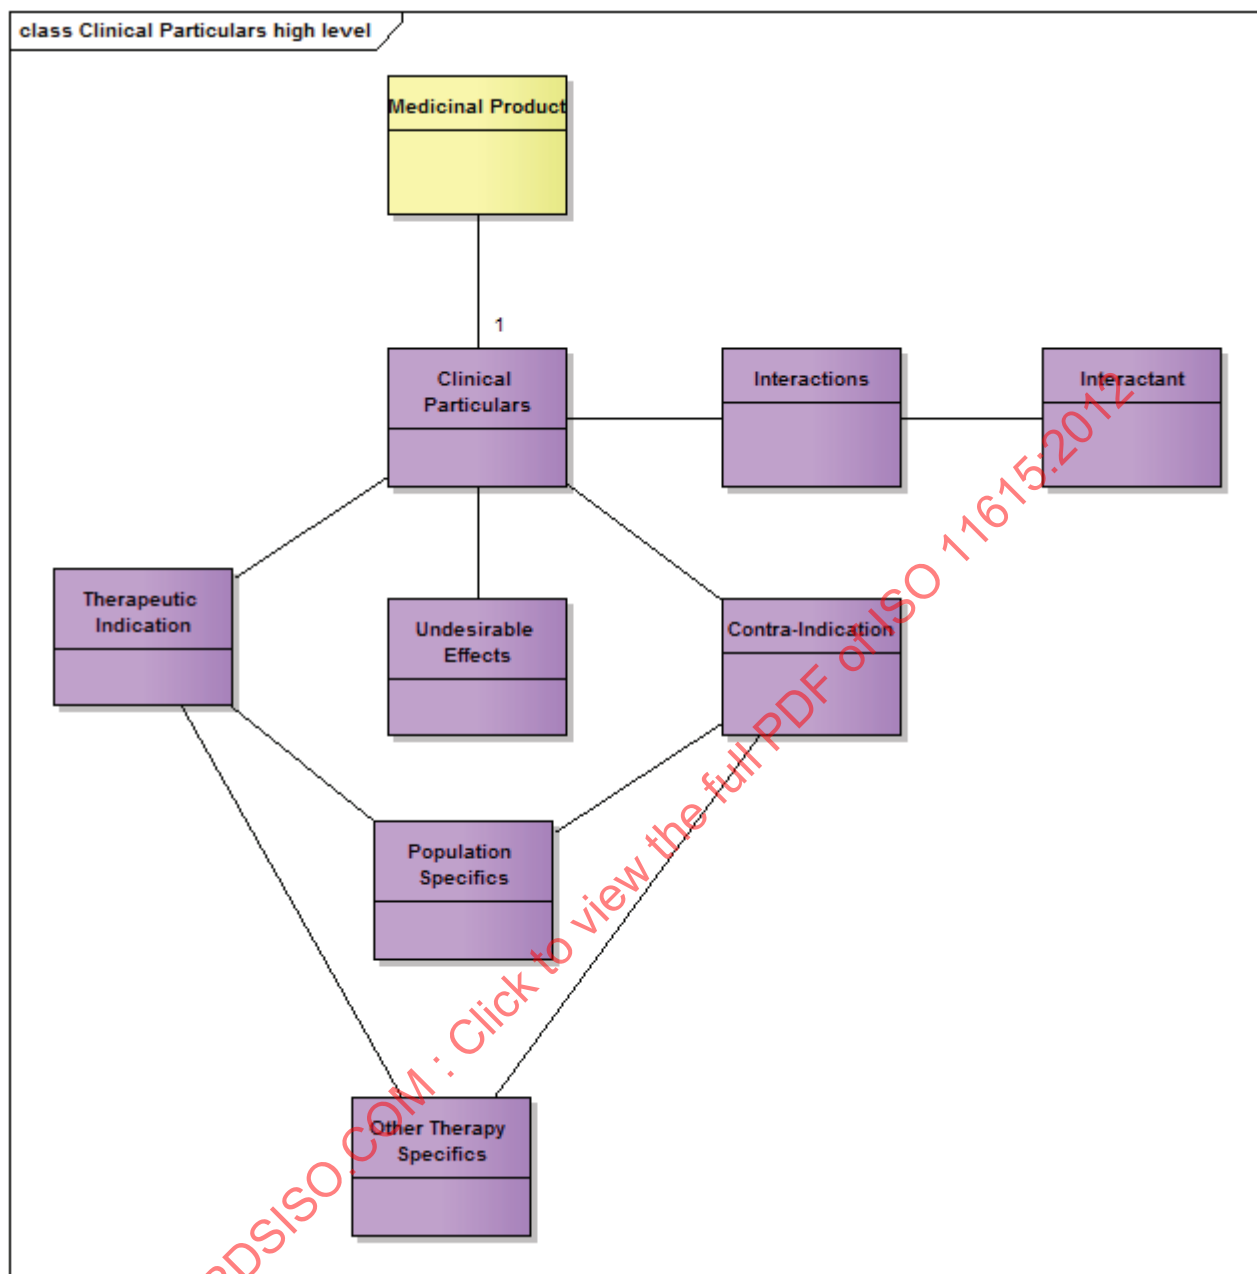 class Clinical Particulars high level
Medicinal Product
1
Clinical
Particulars
Interactions
Interactant
Therapeutic
Indication
Undesirable
Effects
Contra-Indication
Population
Specifics
Other Therapy
Specifics
RDSISO.COM : Click to view the full PDF of ISO 11615:2012